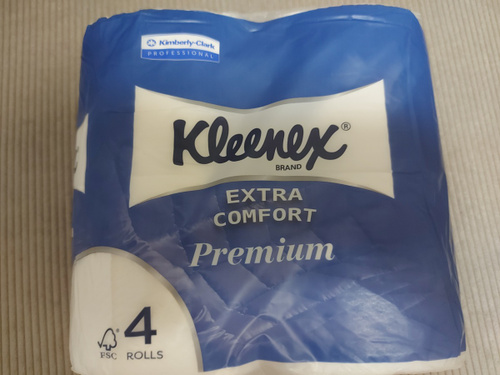 Kimberly-Clark
PROFESSIONAL
Kleenex®
BRAND
EXTRA
COMFORT
Premium
4
ROLLS
FSC®